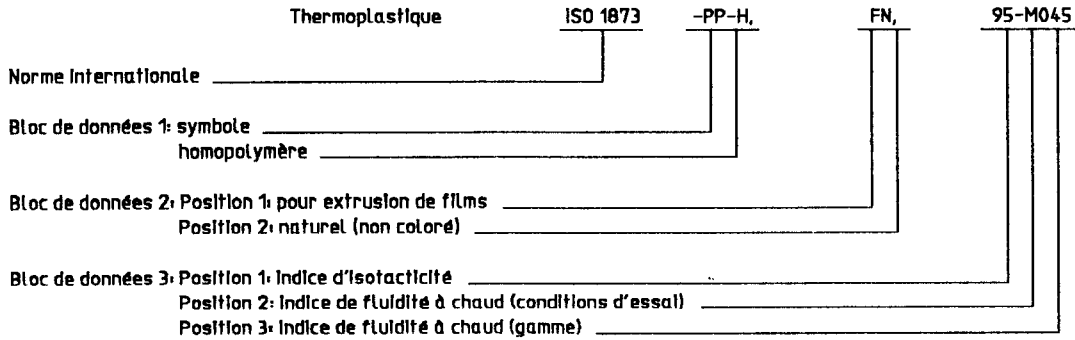 Thermoplastique ISO 1873 -PP-H, FN, 95-M045
Norme internationale
Bloc de données 1: symbole
homopolymère
Bloc de données 2: Position 1: pour extrusion de films
Position 2: naturel (non coloré)
Bloc de données 3: Position 1: indice d'isotacticité
Position 2: indice de fluidité à chaud (conditions d'essai)
Position 3: indice de fluidité à chaud (gamme)